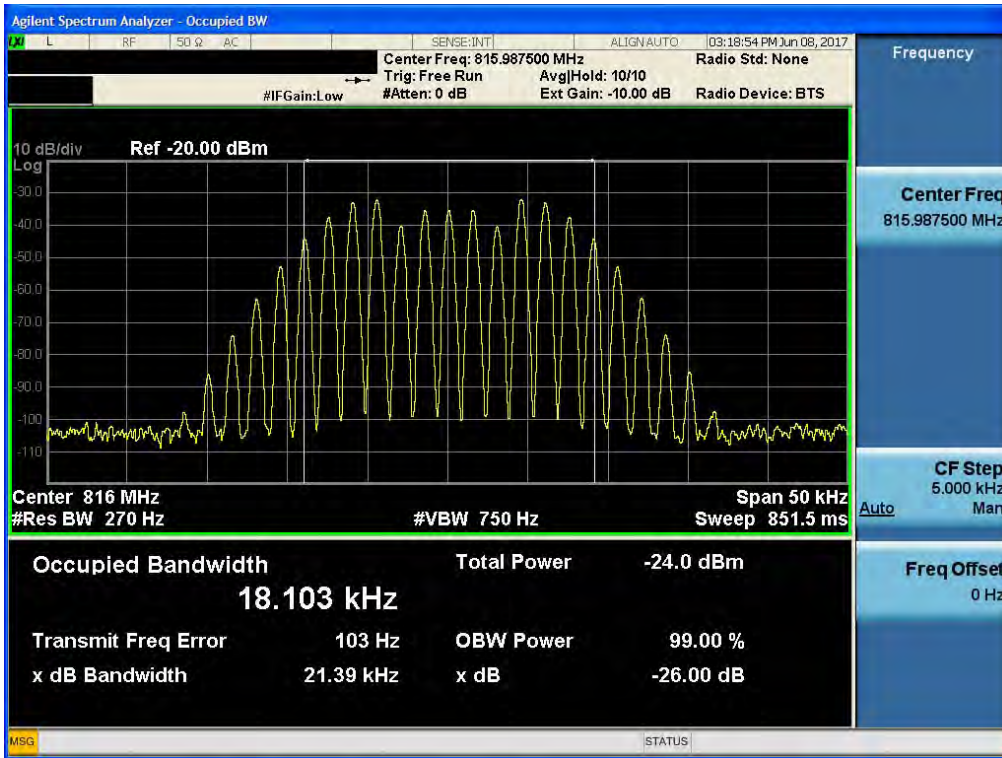 Agilent Spectrum Analyzer - Occupied BW
LXI L RF 50 Ω AC SENSE:INT ALIGNAUTO 03:18:54 PM Jun 08, 2017
Center Freq: 815.987500 MHz Radio Std: None
Trig: Free Run Avg|Hold: 10/10
#IFGain:Low #Atten: 0 dB Ext Gain: -10.00 dB Radio Device: BTS
10 dB/div Ref -20.00 dBm
Log
-30.0
-40.0
-50.0
-60.0
-70.0
-80.0
-90.0
-100
-110
Center 816 MHz Span 50 kHz
#Res BW 270 Hz #VBW 750 Hz Sweep 851.5 ms
Occupied Bandwidth Total Power -24.0 dBm
18.103 kHz
Transmit Freq Error 103 Hz OBW Power 99.00 %
x dB Bandwidth 21.39 kHz x dB -26.00 dB
MSG STATUS
Frequency
Center Freq
815.987500 MHz
CF Step
5.000 kHz
Auto Man
Freq Offset
0 Hz